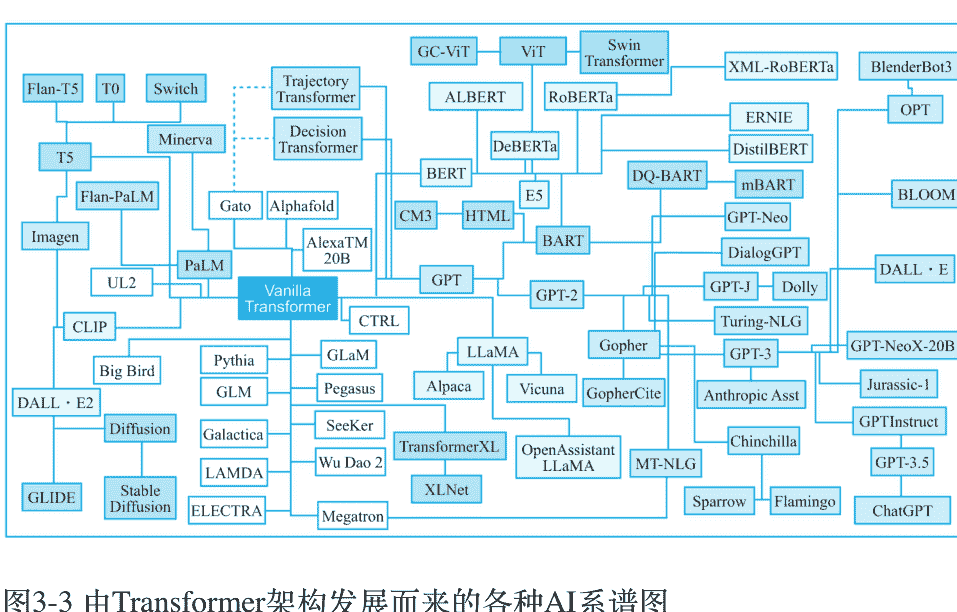 GC-ViT
ViT
Swin
Transformer
Flan-T5
T0
Switch
Trajectory
Transformer
ALBERT
RoBERTa
XML-RoBERTa
BlenderBot3
OPT
Minerva
Decision
Transformer
DeBERTa
ERNIE
DistilBERT
T5
BERT
DQ-BART
mBART
Flan-PaLM
Gato
Alphafold
E5
BLOOM
CM3
HTML
GPT-Neo
Imagen
AlexaTM
20B
BART
DialogGPT
PaLM
DALL·E
UL2
Vanilla
Transformer
GPT
GPT-2
GPT-J
Dolly
CLIP
CTRL
Turing-NLG
Big Bird
Pythia
GLaM
LLaMA
Gopher
GPT-3
GPT-NeoX-20B
GLM
Pegasus
Alpaca
Vicuna
GopherCite
Anthropic Asst
Jurassic-1
DALL·E2
Diffusion
Galactica
SeeKer
TransformerXL
OpenAssistant
LLaMA
MT-NLG
Chinchilla
GPTInstruct
LAMDA
Wu Dao 2
GPT-3.5
GLIDE
Stable
Diffusion
XLNet
Sparrow
Flamingo
ELECTRA
Megatron
ChatGPT
图3-3 由Transformer架构发展而来的各种AI系谱图